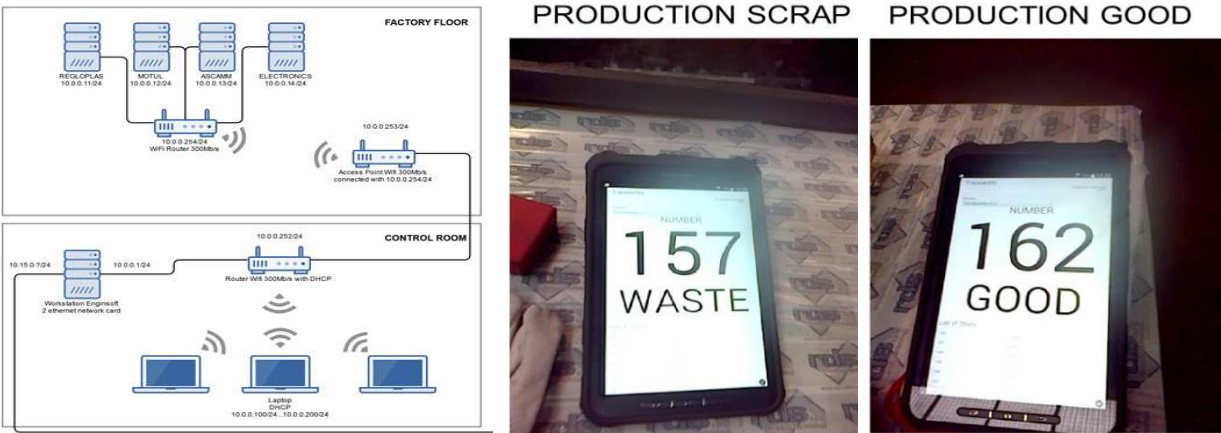 FACTORY FLOOR
REGLOPLAS
10.0.0.11/24
MOTUL
10.0.0.12/24
ASCAMM
10.0.0.13/24
ELECTRONICS
10.0.0.14/24
10.0.0.254/24
WiFi Router 300Mb/s
10.0.0.253/24
Access Point Wifi 300Mb/s
connected with 10.0.0.254/24
CONTROL ROOM
10.15.0.?/24
10.0.0.1/24
Workstation Enginsoft
2 ethernet network card
10.0.0.252/24
Router Wifi 300Mb/s with DHCP
Laptop
DHCP
10.0.0.100/24...10.0.0.200/24
PRODUCTION SCRAP
NUMBER
157
WASTE
PRODUCTION GOOD
NUMBER
162
GOOD
List of Shots